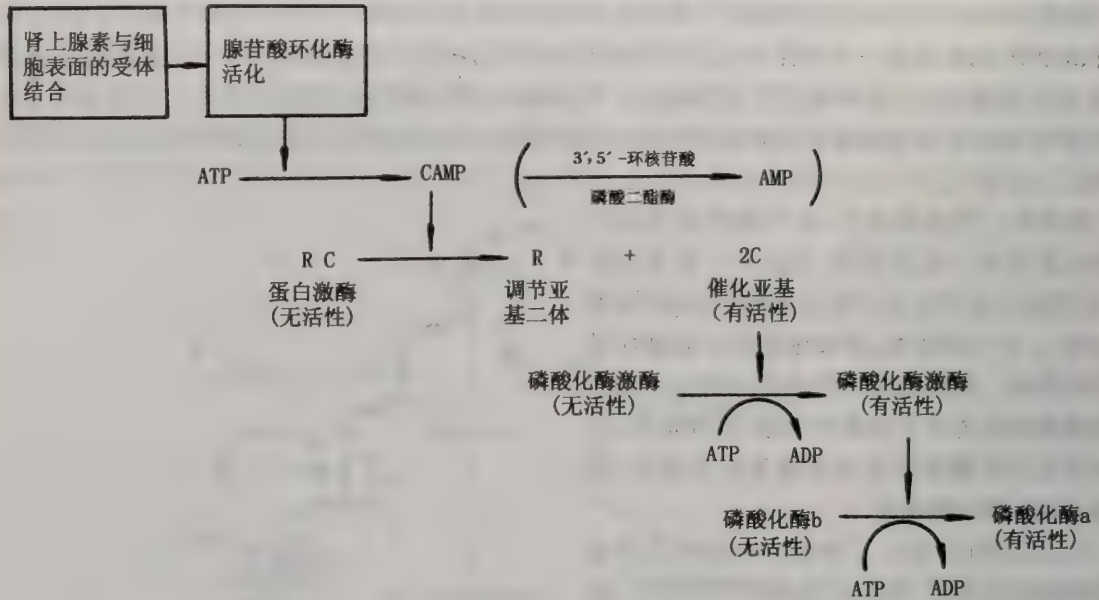 肾上腺素与细
胞表面的受体
结合
腺苷酸环化酶
活化
ATP
CAMP
3′,5′-环核苷酸
磷酸二酯酶
AMP
R C
蛋白激酶
(无活性)
R
调节亚
基二体
+
2C
催化亚基
(有活性)
磷酸化酶激酶
(无活性)
磷酸化酶激酶
(有活性)
ATP
ADP
磷酸化酶b
(无活性)
磷酸化酶a
(有活性)
ATP
ADP